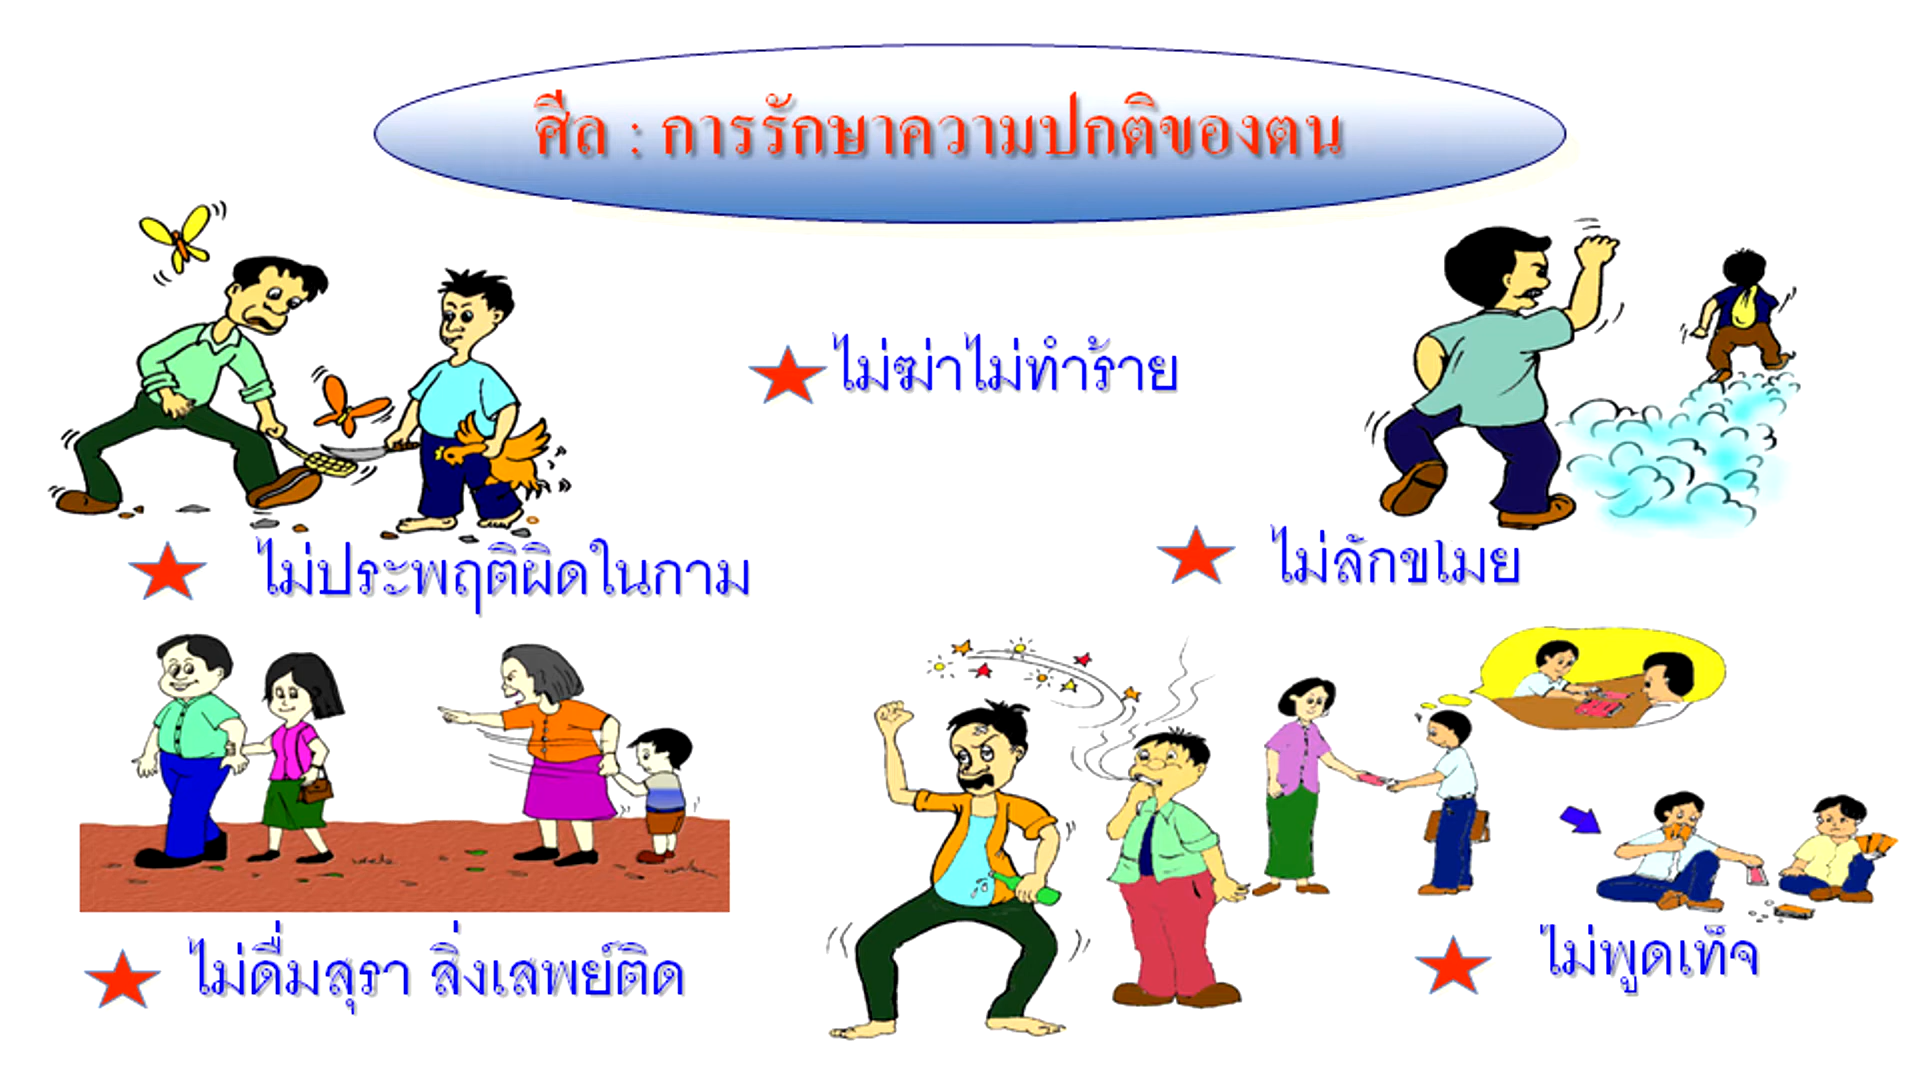 ศีล : การรักษาความปกติของตน
ไม่ฆ่าไม่ทำร้าย
ไม่ประพฤติผิดในกาม
ไม่ลักขโมย
ไม่ดื่มสุรา สิ่งเสพย์ติด
ไม่พูดเท็จ